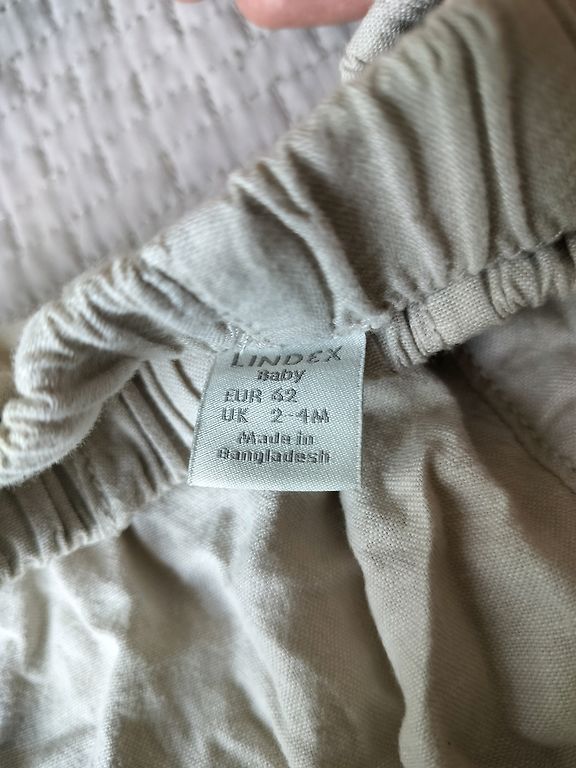 LINDEX
Baby
EUR 62
UK 2-4M
Made in
Bangladesh